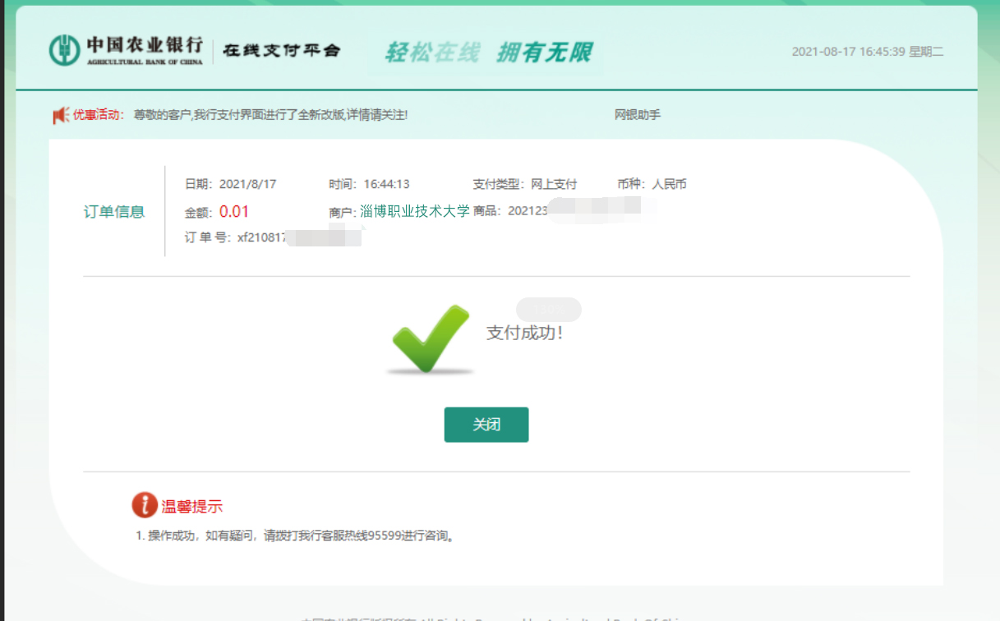 中国农业银行
AGRICULTURAL BANK OF CHINA
在线支付平台
轻松在线 拥有无限
2021-08-17 16:45:39 星期二
优惠活动： 尊敬的客户,我行支付界面进行了全新改版,详情请关注!
网银助手
订单信息
日期：2021/8/17 时间：16:44:13 支付类型：网上支付 币种：人民币
金额：0.01 商户：淄博职业技术大学 商品：202123
订 单 号：xf210817
支付成功！
关闭
温馨提示
1. 操作成功，如有疑问，请拨打我行客服热线95599进行咨询。